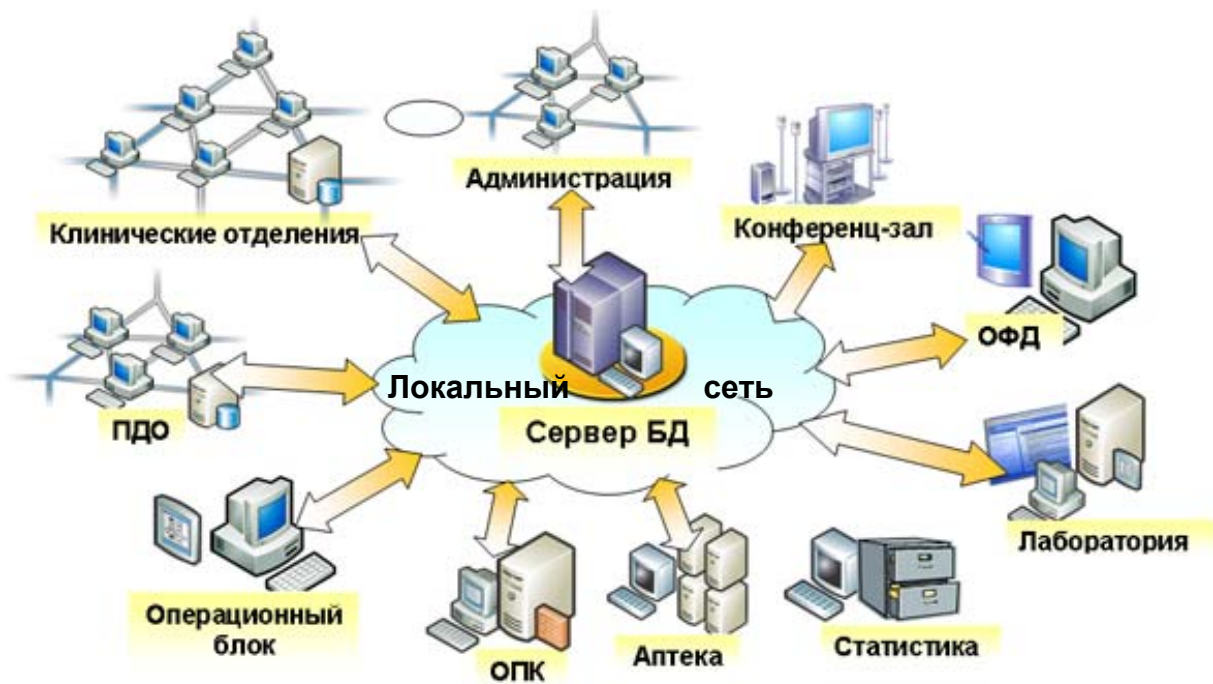 Администрация
Клинические отделения
Конференц-зал
ОФД
Локальный сеть
ПДО
Сервер БД
Лаборатория
Операционный
блок
ОПК
Аптека
Статистика